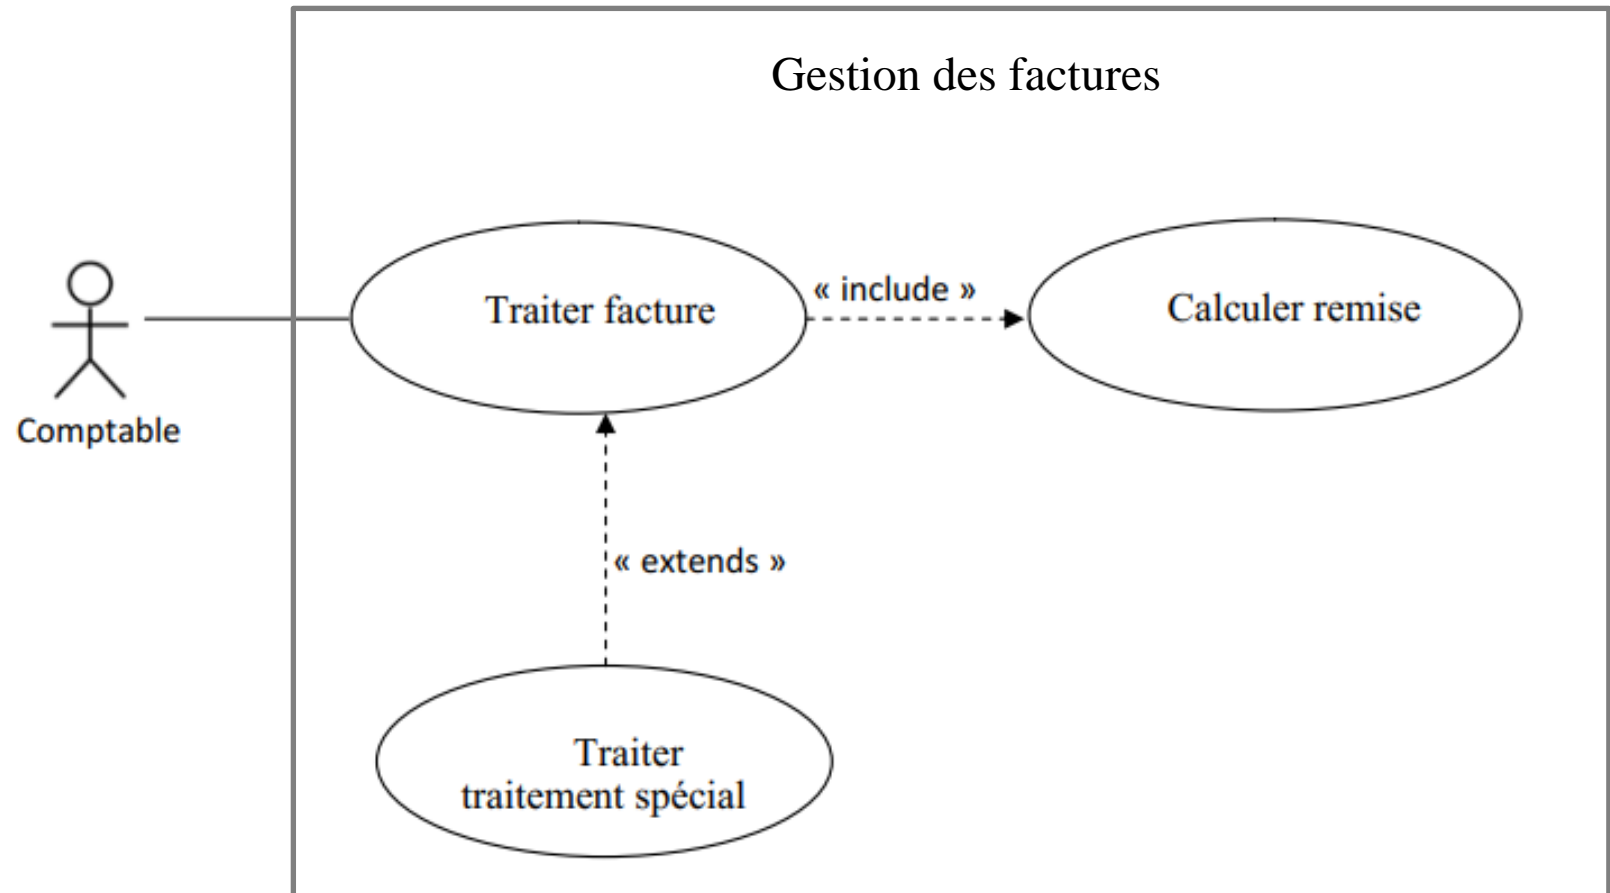 Gestion des factures
Traiter facture
« include »
Calculer remise
Comptable
« extends »
Traiter
traitement spécial